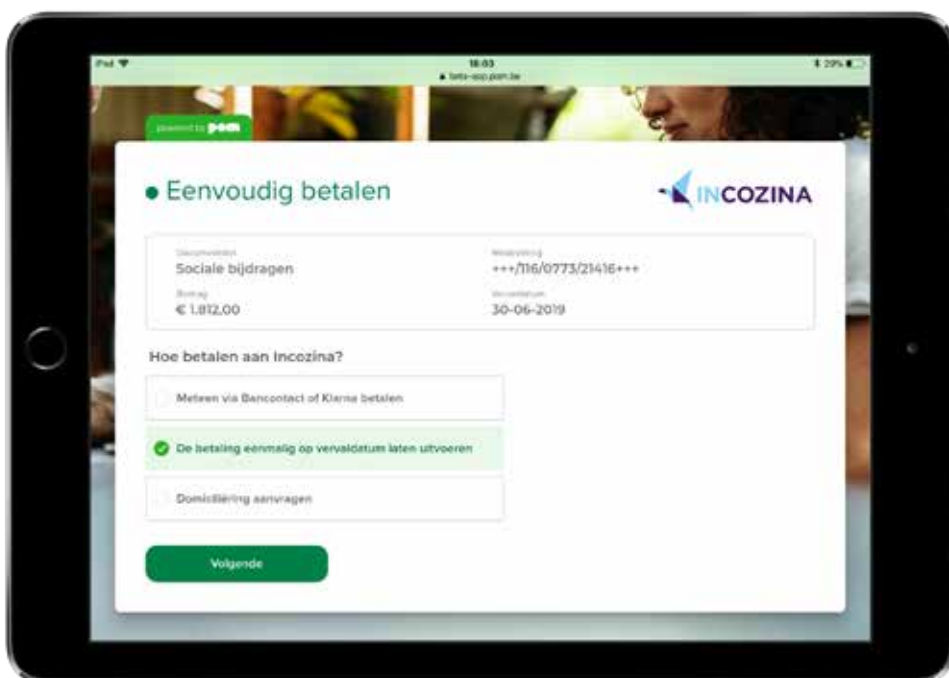 iPad 18:03 29%
beta-app.pom.be
powered by pom
Eenvoudig betalen
INCOZINA
Sociale bijdragen
+++/116/0773/21416+++
Bedrag Vervaldatum
€ 1.812,00 30-06-2019
Hoe betalen aan Incozina?
Meteen via Bancontact of Klarna betalen
De betaling eenmalig op vervaldatum laten uitvoeren
Domiciliëring aanvragen
Volgende